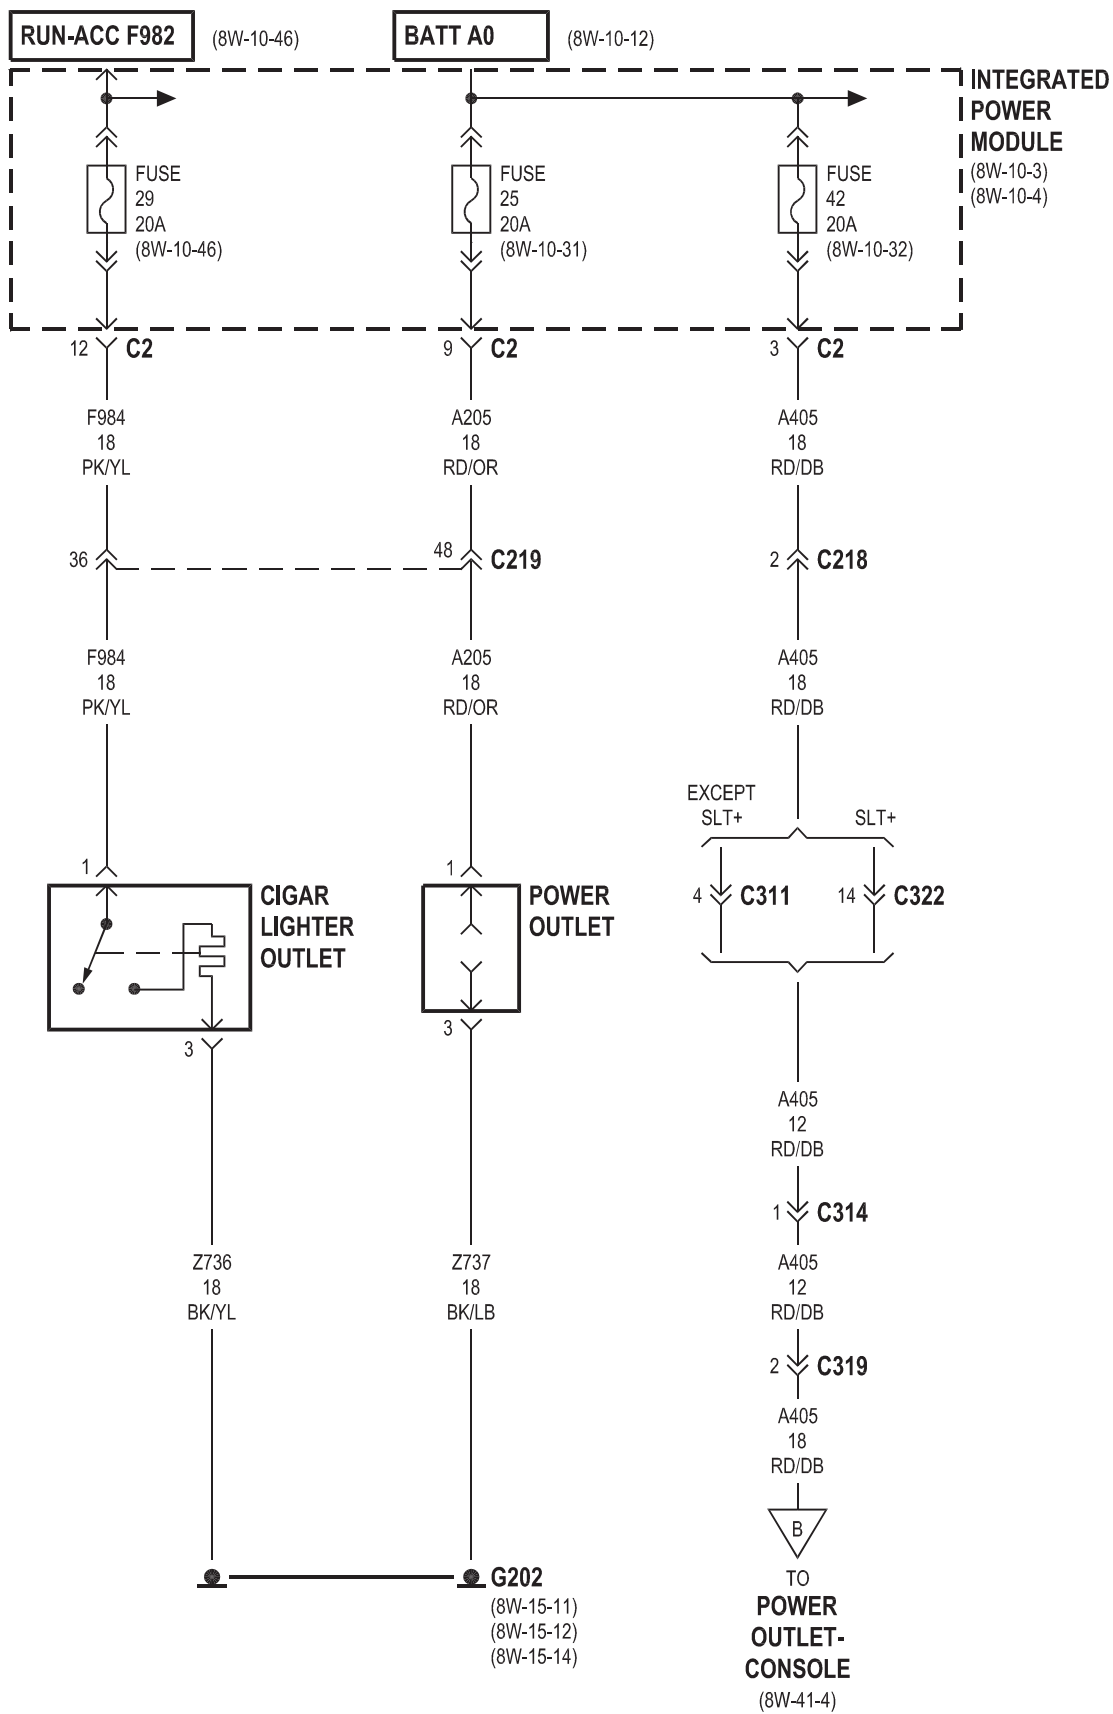 RUN-ACC F982 (8W-10-46)
BATT A0 (8W-10-12)
INTEGRATED
POWER
MODULE
(8W-10-3)
(8W-10-4)
FUSE
29
20A
(8W-10-46)
FUSE
25
20A
(8W-10-31)
FUSE
42
20A
(8W-10-32)
12 C2
9 C2
3 C2
F984
18
PK/YL
A205
18
RD/OR
A405
18
RD/DB
36
48 C219
2 C218
F984
18
PK/YL
A205
18
RD/OR
A405
18
RD/DB
EXCEPT
SLT+
SLT+
4 C311
14 C322
1
CIGAR
LIGHTER
OUTLET
3
1
POWER
OUTLET
3
A405
12
RD/DB
1 C314
Z736
18
BK/YL
Z737
18
BK/LB
A405
12
RD/DB
2 C319
A405
18
RD/DB
B
TO
POWER
OUTLET-
CONSOLE
(8W-41-4)
G202
(8W-15-11)
(8W-15-12)
(8W-15-14)